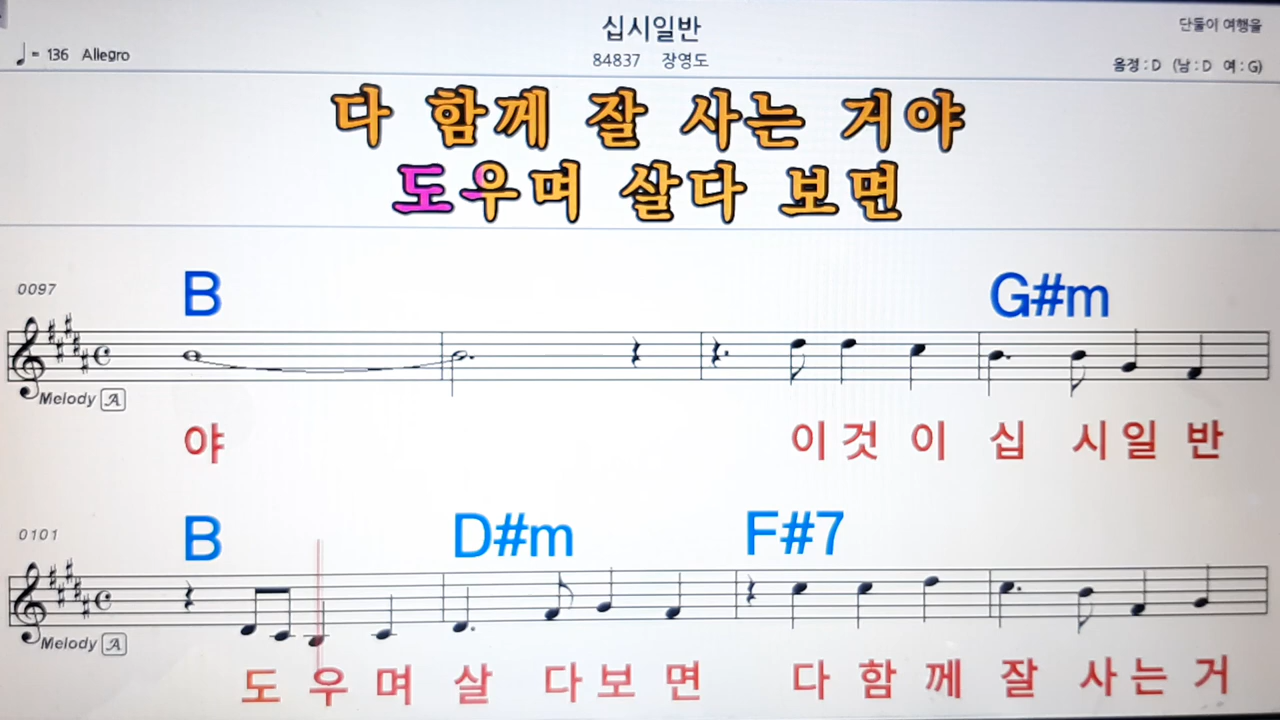 십시일반
단둘이 여행을
♩= 136 Allegro
84837 장영도
음정 : D (남 : D 여 : G)
다 함께 잘 사는 거야
도우며 살다 보면
0097
B G#m
Melody A
야 이것이 십 시일 반
0101
B D#m F#7
Melody A
도 우며 살 다보면 다함께 잘 사는거